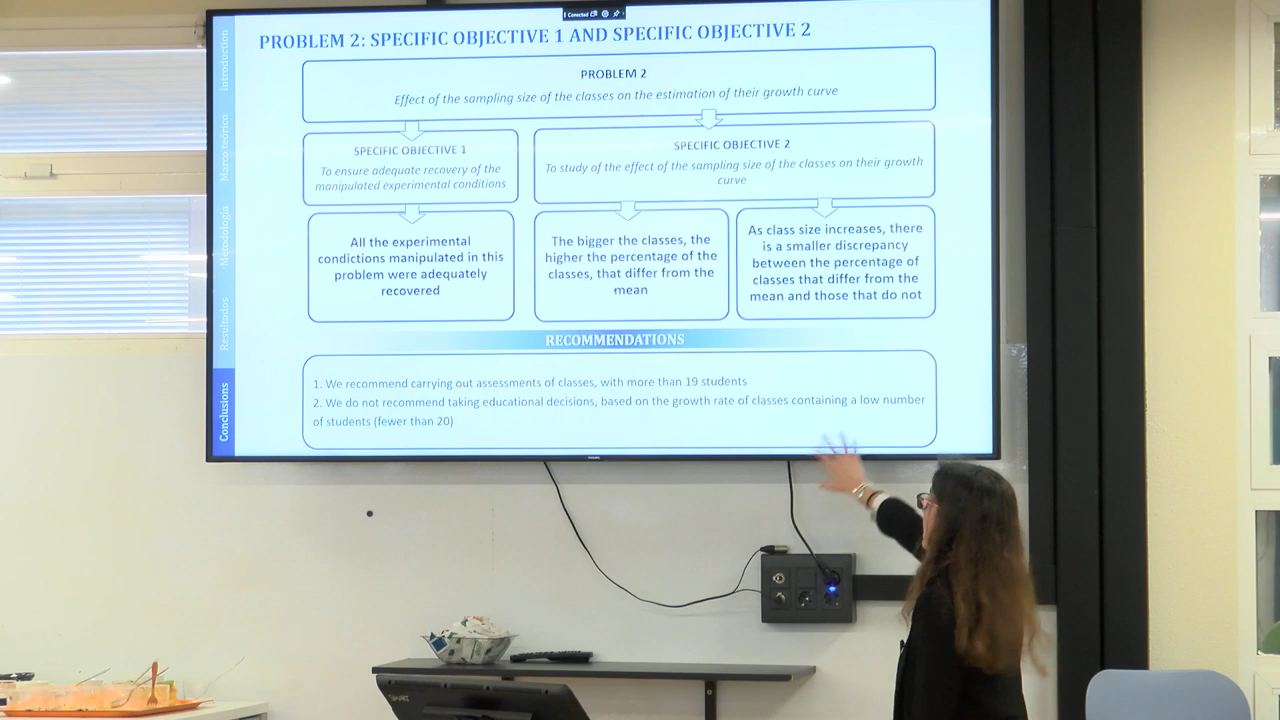 Conected
PROBLEM 2: SPECIFIC OBJECTIVE 1 AND SPECIFIC OBJECTIVE 2
Introduction
Marco teórico
Metodología
Resultados
Conclusions
PROBLEM 2
Effect of the sampling size of the classes on the estimation of their growth curve
SPECIFIC OBJECTIVE 1
To ensure adequate recovery of the
manipulated experimental conditions
SPECIFIC OBJECTIVE 2
To study of the effect of the sampling size of the classes on their growth
curve
All the experimental
conditions manipulated in this
problem were adequately
recovered
The bigger the classes, the
higher the percentage of the
classes, that differ from the
mean
As class size increases, there
is a smaller discrepancy
between the percentage of
classes that differ from the
mean and those that do not
RECOMMENDATIONS
1. We recommend carrying out assessments of classes, with more than 19 students
2. We do not recommend taking educational decisions, based on the growth rate of classes containing a low number
of students (fewer than 20)
PHILIPS